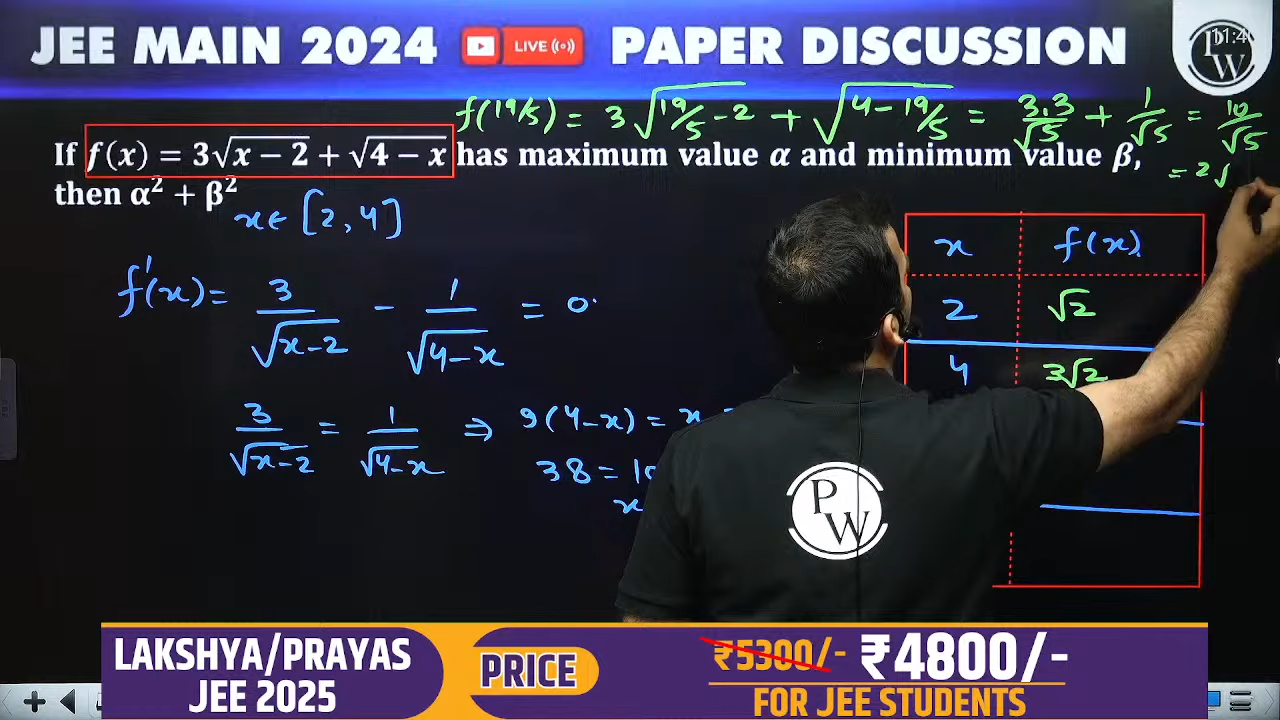 JEE MAIN 2024 LIVE PAPER DISCUSSION
11:4
PW
f(19/5) = 3√(19/5 - 2) + √(4 - 19/5) = 3.3/√5 + 1/√5 = 10/√5
If f(x) = 3√(x − 2) + √(4 − x) has maximum value α and minimum value β,
= 2√
then α² + β²
x ∈ [2, 4]
x f(x)
f'(x) = 3/√(x-2) - 1/√(4-x) = 0
2 √2
4 3√2
3/√(x-2) = 1/√(4-x) ⇒ 9(4-x) = x
38 = 10
x
PW
LAKSHYA/PRAYAS
JEE 2025
PRICE
₹5300/- ₹4800/-
FOR JEE STUDENTS